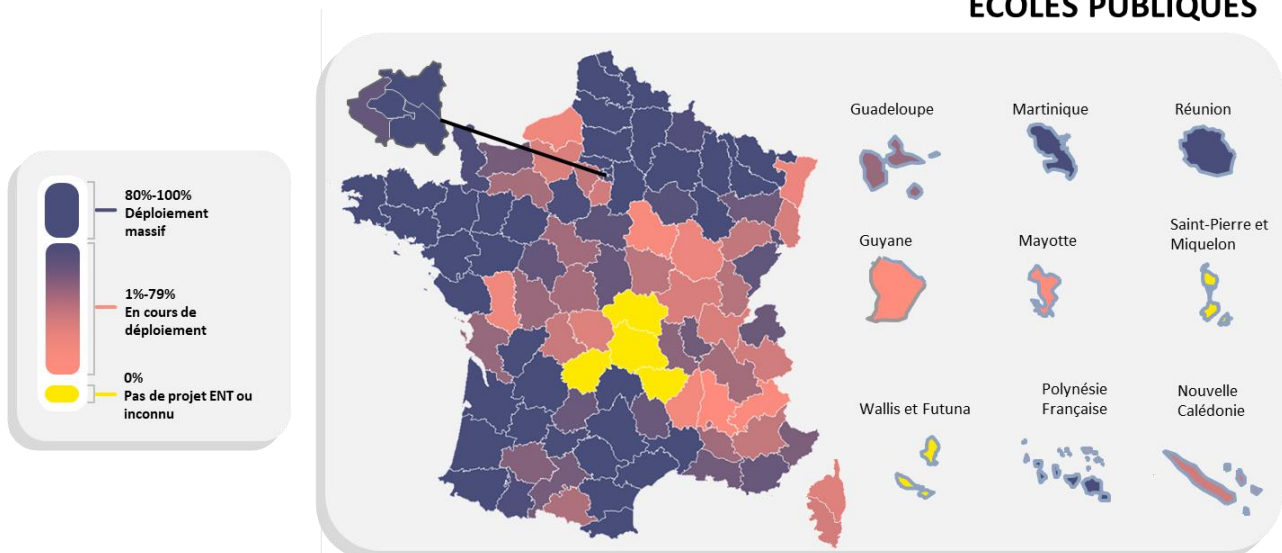 ÉCOLES PUBLIQUES
80%-100%
Déploiement
massif
1%-79%
En cours de
déploiement
0%
Pas de projet ENT ou
inconnu
Guadeloupe
Martinique
Réunion
Guyane
Mayotte
Saint-Pierre et
Miquelon
Wallis et Futuna
Polynésie
Française
Nouvelle
Calédonie